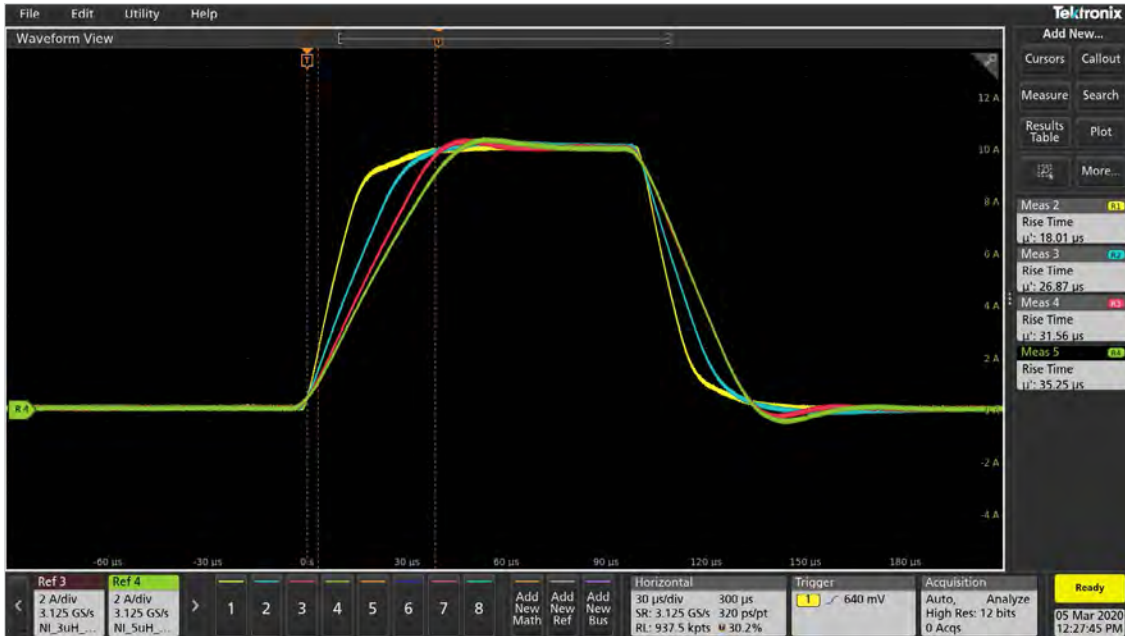 File Edit Utility Help
Tektronix
Waveform View
Add New...
Cursors Callout
Measure Search
Results Table Plot
More...
T
U
12 A
10 A
8 A
6 A
4 A
2 A
-2 A
-4 A
R4
-60 µs -30 µs 0 s 30 µs 60 µs 90 µs 120 µs 150 µs 180 µs
Meas 2 R1
Rise Time
µ': 18.01 µs
Meas 3 R2
Rise Time
µ': 26.87 µs
Meas 4 R3
Rise Time
µ': 31.56 µs
Meas 5 R4
Rise Time
µ': 35.25 µs
Ref 3
2 A/div
3.125 GS/s
NI_3uH_...
Ref 4
2 A/div
3.125 GS/s
NI_5uH_...
1 2 3 4 5 6 7 8
Add New Math
Add New Ref
Add New Bus
Horizontal
30 µs/div 300 µs
SR: 3.125 GS/s 320 ps/pt
RL: 937.5 kpts 30.2%
Trigger
1 640 mV
Acquisition
Auto, Analyze
High Res: 12 bits
0 Acqs
Ready
05 Mar 2020
12:27:45 PM